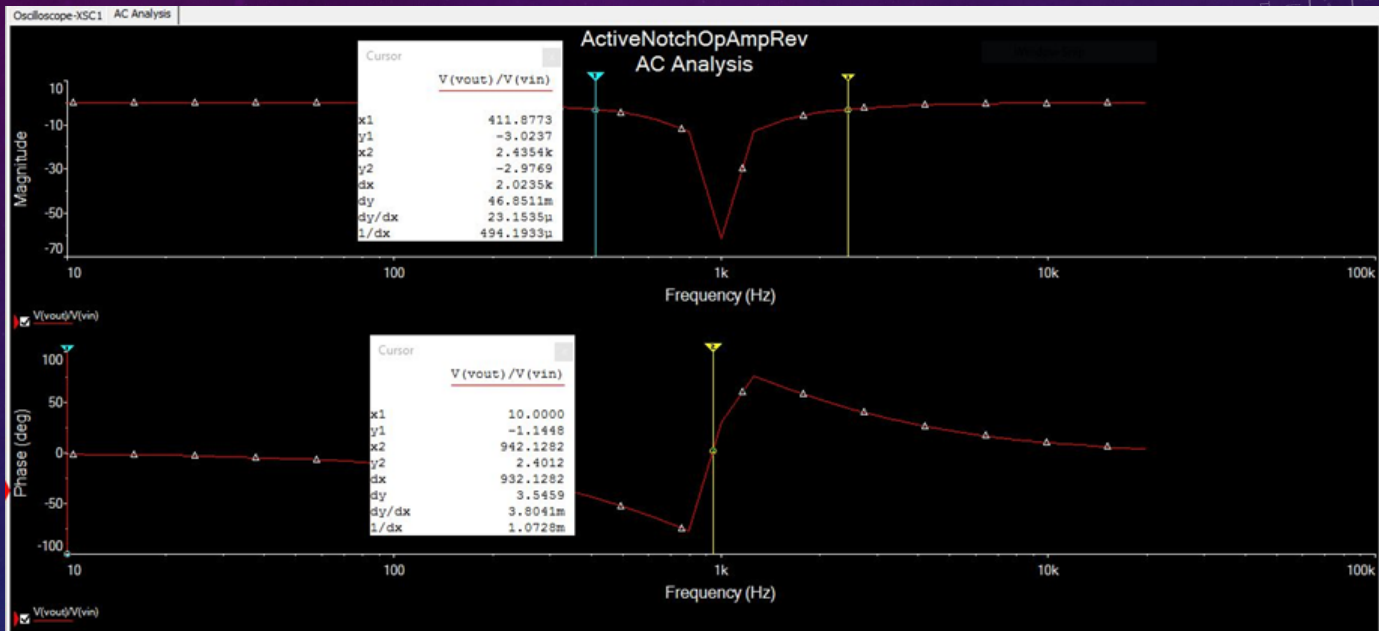 Oscilloscope-XSC1 AC Analysis
ActiveNotchOpAmpRev
AC Analysis
Cursor
V(vout)/V(vin)
x1 411.8773
y1 -3.0237
x2 2.4354k
y2 -2.9769
dx 2.0235k
dy 46.8511m
dy/dx 23.1535µ
1/dx 494.1933µ
Magnitude
10
-10
-30
-50
-70
10 100 1k 10k 100k
Frequency (Hz)
V(vout)/V(vin)
Cursor
V(vout)/V(vin)
x1 10.0000
y1 -1.1448
x2 942.1282
y2 2.4012
dx 932.1282
dy 3.5459
dy/dx 3.8041m
1/dx 1.0728m
Phase (deg)
100
50
0
-50
-100
10 100 1k 10k 100k
Frequency (Hz)
V(vout)/V(vin)